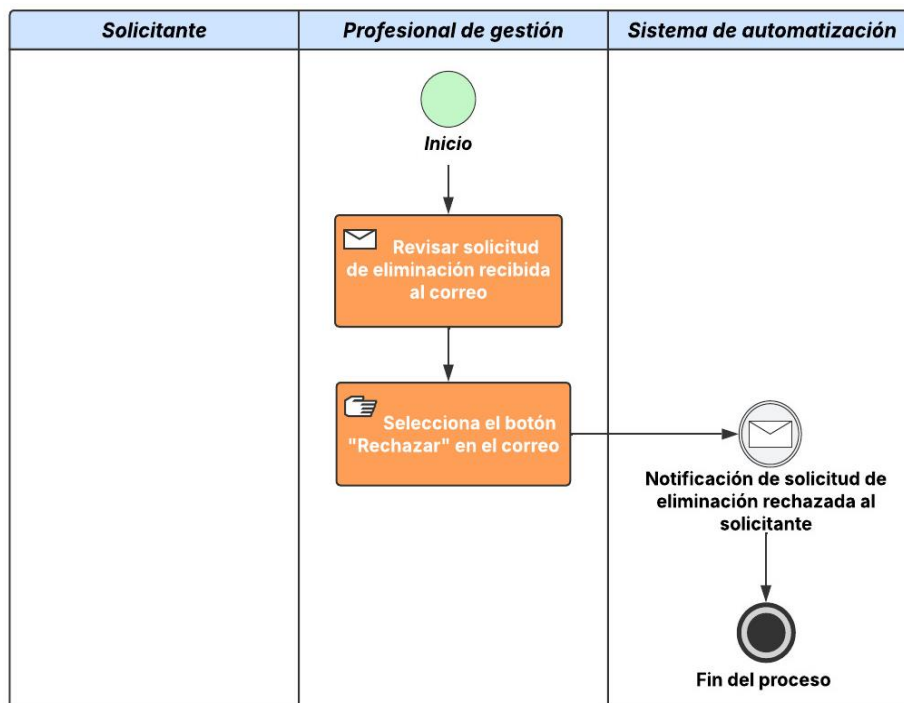 Solicitante
Profesional de gestión
Sistema de automatización
Inicio
Revisar solicitud
de eliminación recibida
al correo
Selecciona el botón
"Rechazar" en el correo
Notificación de solicitud de
eliminación rechazada al
solicitante
Fin del proceso